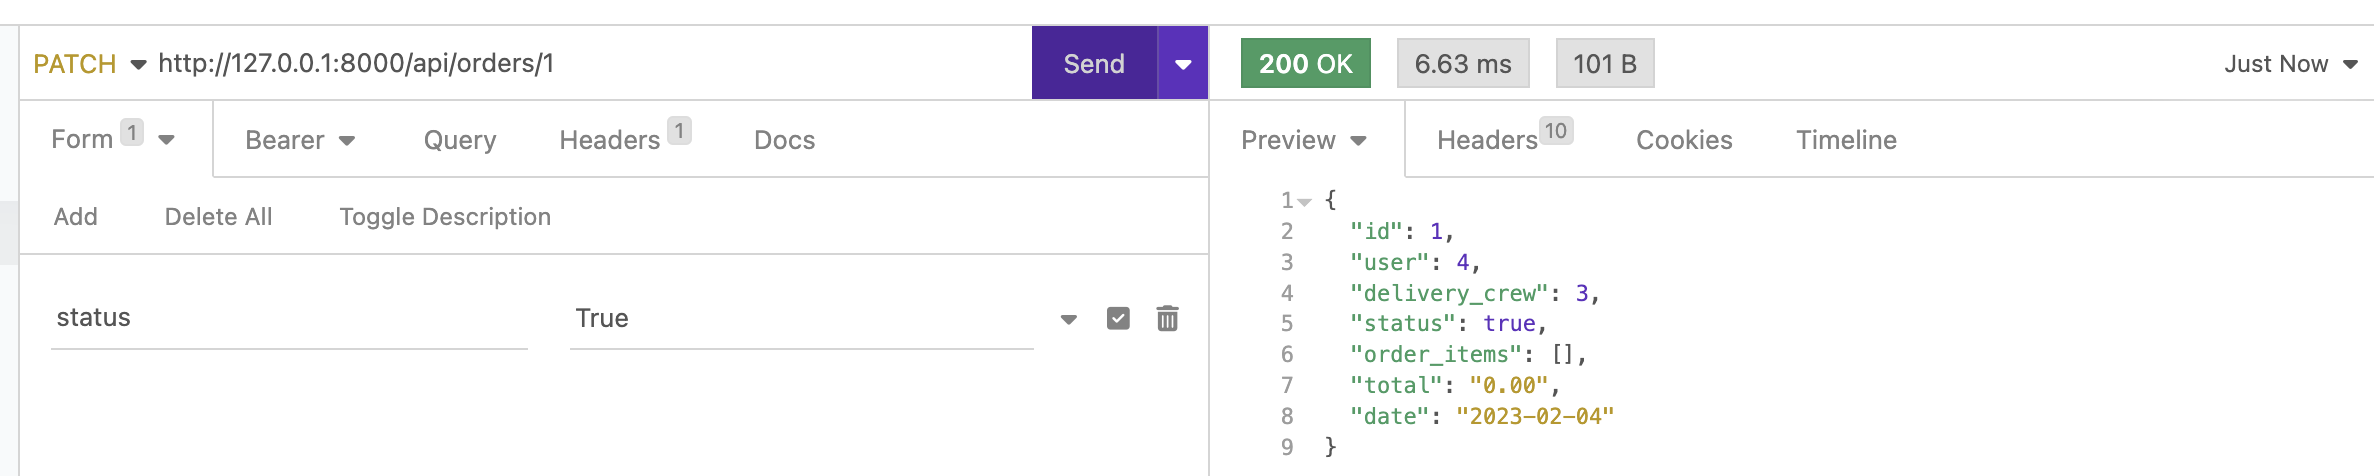 PATCH http://127.0.0.1:8000/api/orders/1 Send 200 OK 6.63 ms 101 B Just Now
Form 1 Bearer Query Headers 1 Docs
Preview Headers 10 Cookies Timeline
Add Delete All Toggle Description
status True
1 {
2 "id": 1,
3 "user": 4,
4 "delivery_crew": 3,
5 "status": true,
6 "order_items": [],
7 "total": "0.00",
8 "date": "2023-02-04"
9 }